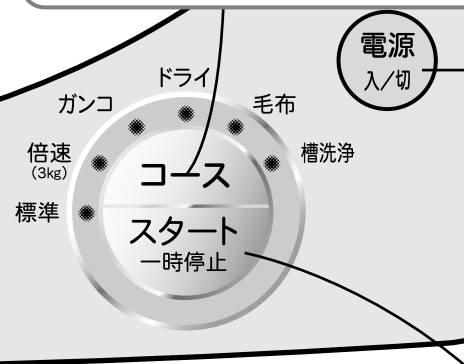 電源
入／切
ドライ
ガンコ
毛布
倍速
(3kg)
槽洗浄
標準
コース
スタート
一時停止